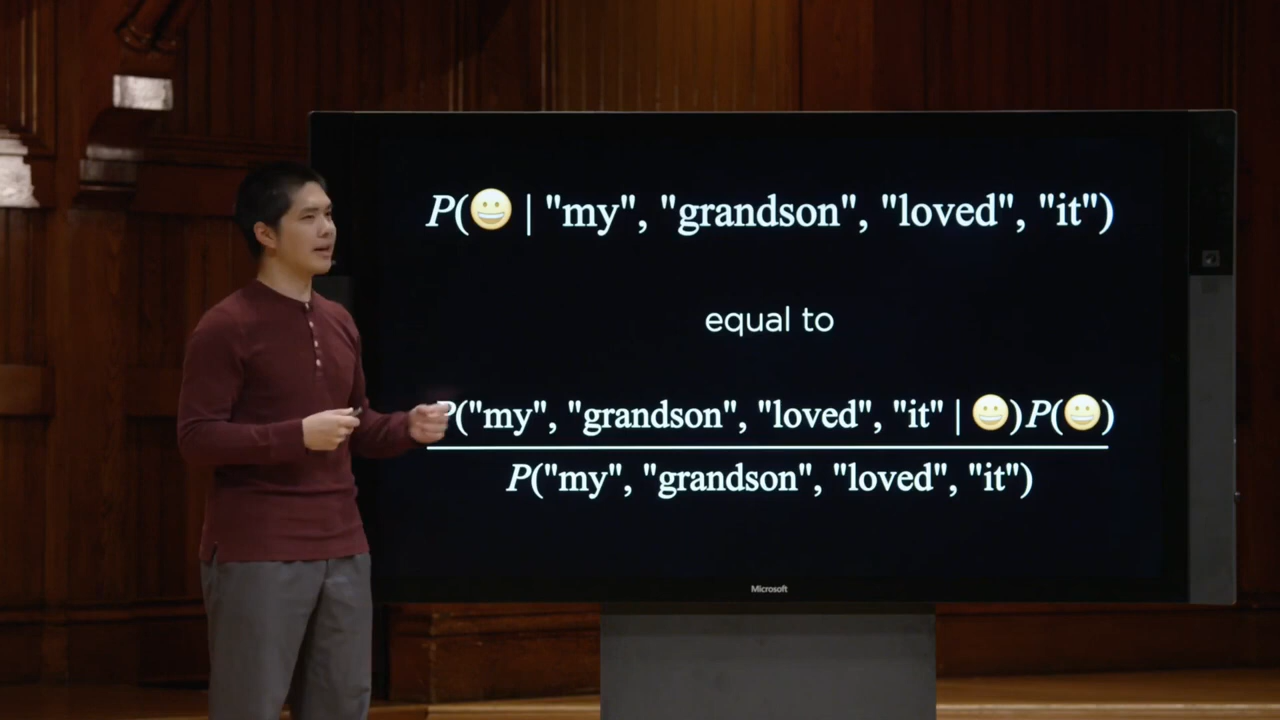 P(😀 | "my", "grandson", "loved", "it")
equal to
P("my", "grandson", "loved", "it" | 😀)P(😀)
P("my", "grandson", "loved", "it")
Microsoft